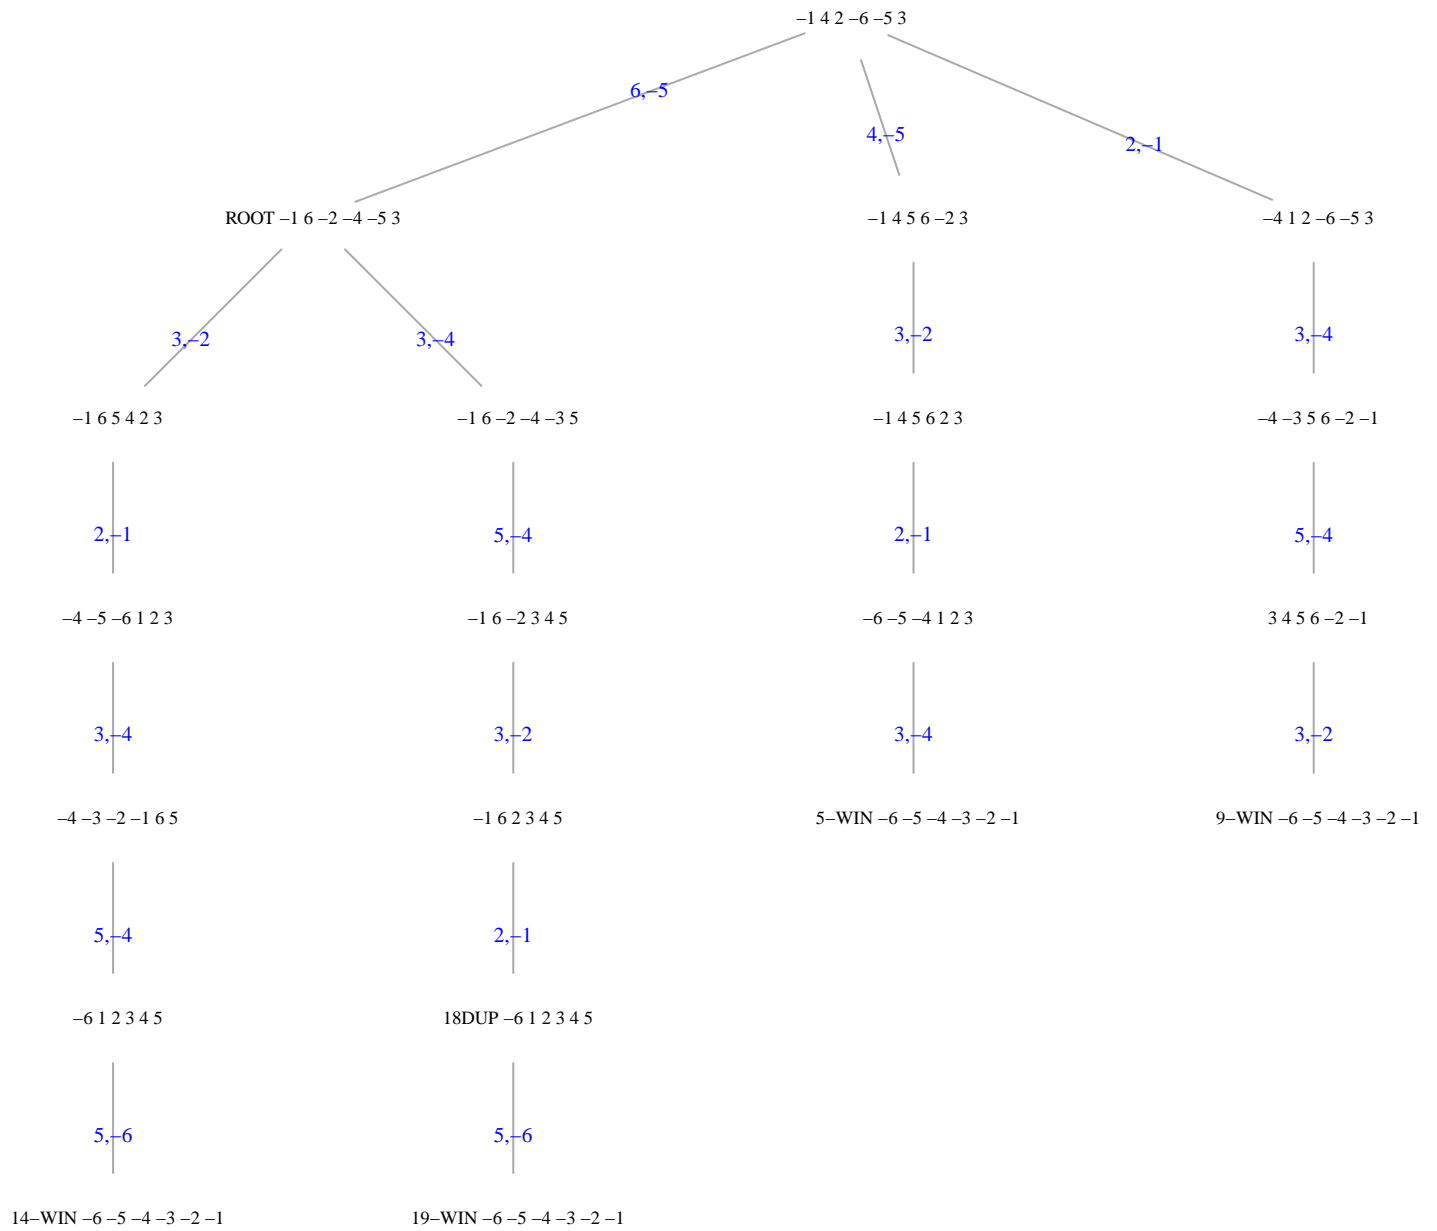 –1 4 2 –6 –5 3
6,–5
4,–5
2,–1
ROOT –1 6 –2 –4 –5 3
–1 4 5 6 –2 3
–4 1 2 –6 –5 3
3,–2
3,–4
3,–2
3,–4
–1 6 5 4 2 3
–1 6 –2 –4 –3 5
–1 4 5 6 2 3
–4 –3 5 6 –2 –1
2,–1
5,–4
2,–1
5,–4
–4 –5 –6 1 2 3
–1 6 –2 3 4 5
–6 –5 –4 1 2 3
3 4 5 6 –2 –1
3,–4
3,–2
3,–4
3,–2
–4 –3 –2 –1 6 5
–1 6 2 3 4 5
5–WIN –6 –5 –4 –3 –2 –1
9–WIN –6 –5 –4 –3 –2 –1
5,–4
2,–1
–6 1 2 3 4 5
18DUP –6 1 2 3 4 5
5,–6
5,–6
14–WIN –6 –5 –4 –3 –2 –1
19–WIN –6 –5 –4 –3 –2 –1